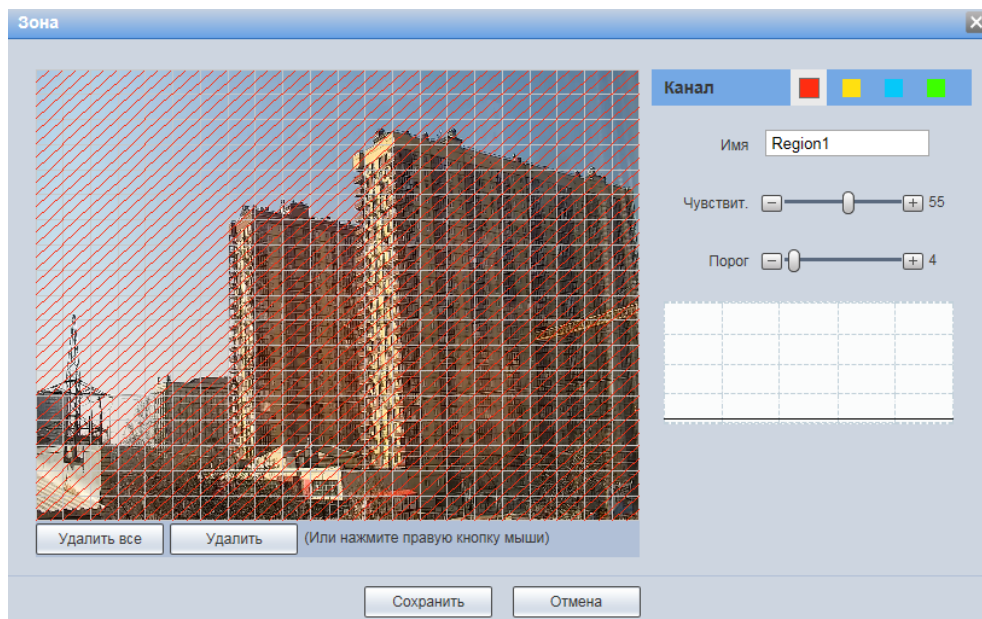 Зона
Канал
Имя Region1
Чувствит. 55
Порог 4
Удалить все Удалить (Или нажмите правую кнопку мыши)
Сохранить Отмена